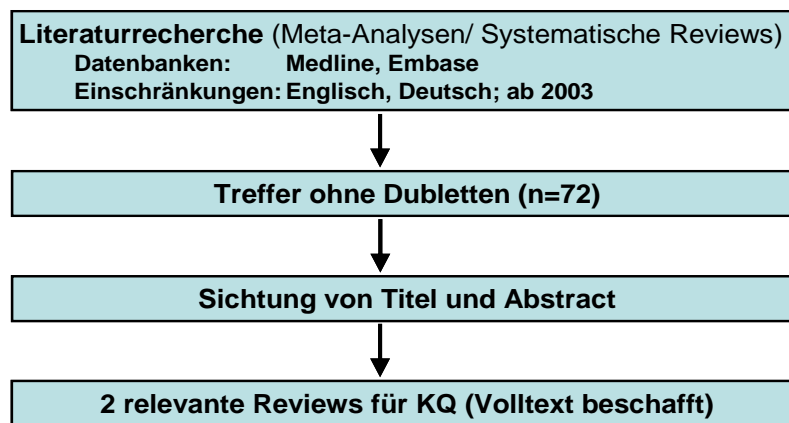 Literaturrecherche (Meta-Analysen/ Systematische Reviews)
Datenbanken: Medline, Embase
Einschränkungen: Englisch, Deutsch; ab 2003
Treffer ohne Dubletten (n=72)
Sichtung von Titel und Abstract
2 relevante Reviews für KQ (Volltext beschafft)